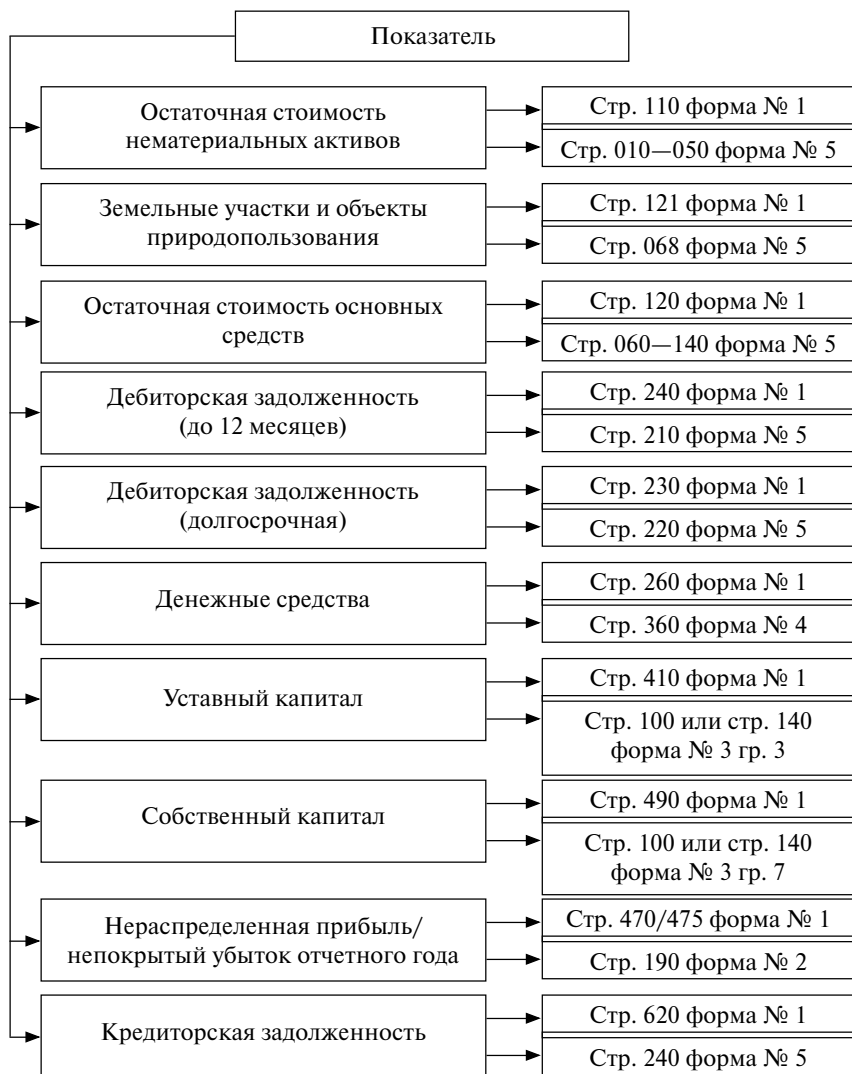 Показатель
Остаточная стоимость
нематериальных активов
Стр. 110 форма № 1
Стр. 010—050 форма № 5
Земельные участки и объекты
природопользования
Стр. 121 форма № 1
Стр. 068 форма № 5
Остаточная стоимость основных
средств
Стр. 120 форма № 1
Стр. 060—140 форма № 5
Дебиторская задолженность
(до 12 месяцев)
Стр. 240 форма № 1
Стр. 210 форма № 5
Дебиторская задолженность
(долгосрочная)
Стр. 230 форма № 1
Стр. 220 форма № 5
Денежные средства
Стр. 260 форма № 1
Стр. 360 форма № 4
Уставный капитал
Стр. 410 форма № 1
Стр. 100 или стр. 140
форма № 3 гр. 3
Собственный капитал
Стр. 490 форма № 1
Стр. 100 или стр. 140
форма № 3 гр. 7
Нераспределенная прибыль/
непокрытый убыток отчетного года
Стр. 470/475 форма № 1
Стр. 190 форма № 2
Кредиторская задолженность
Стр. 620 форма № 1
Стр. 240 форма № 5